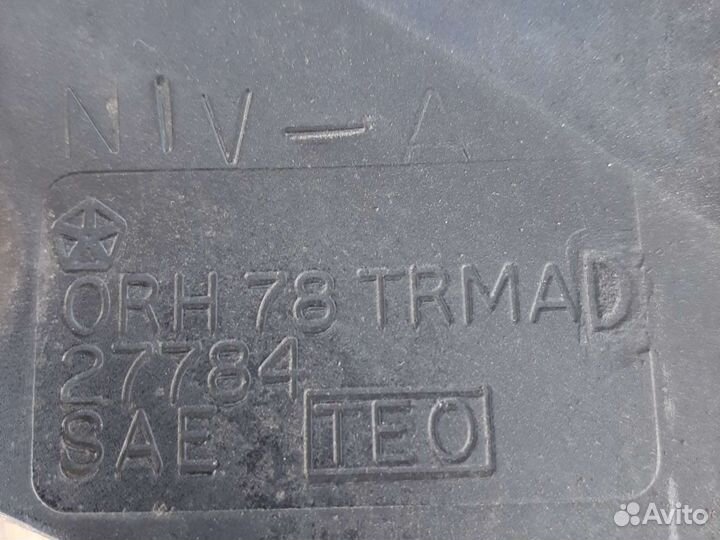 NIV-A
ORH 78 TRMAD
27784
SAE TEO
Avito